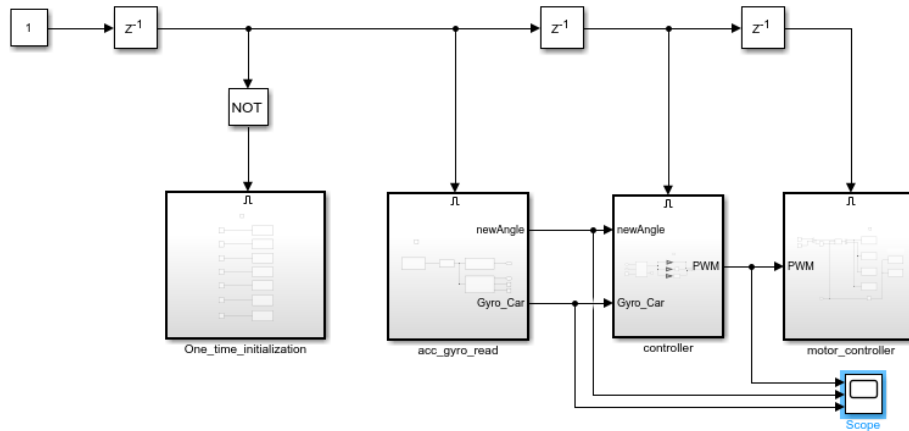 1
z-1
z-1
z-1
NOT
newAngle
newAngle
PWM
PWM
Gyro_Car
Gyro_Car
One_time_initialization
acc_gyro_read
controller
motor_controller
Scope